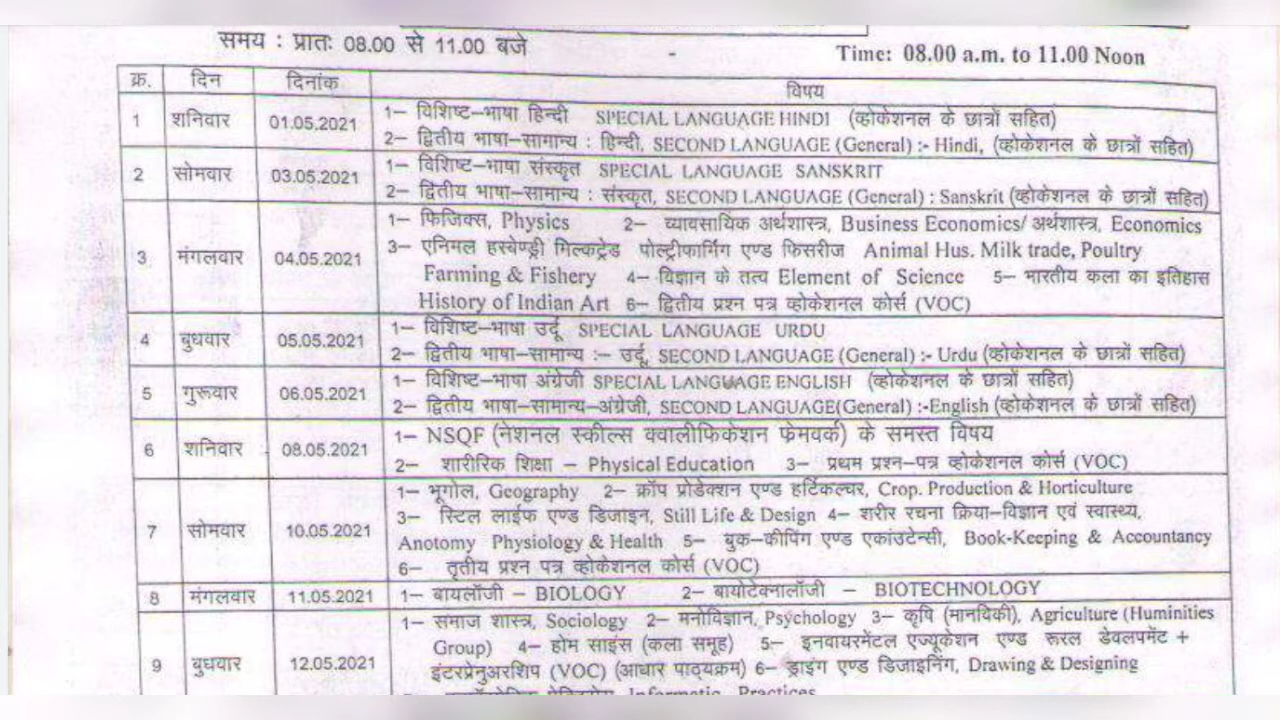 समय : प्रातः 08.00 से 11.00 बजे
Time: 08.00 a.m. to 11.00 Noon
क्र. दिन दिनांक विषय
1 शनिवार 01.05.2021 1– विशिष्ट–भाषा हिन्दी SPECIAL LANGUAGE HINDI (व्होकेशनल के छात्रों सहित)
2– द्वितीय भाषा–सामान्य : हिन्दी, SECOND LANGUAGE (General) :- Hindi, (व्होकेशनल के छात्रों सहित)
2 सोमवार 03.05.2021 1– विशिष्ट–भाषा संस्कृत SPECIAL LANGUAGE SANSKRIT
2– द्वितीय भाषा–सामान्य : संस्कृत, SECOND LANGUAGE (General) : Sanskrit (व्होकेशनल के छात्रों सहित)
3 मंगलवार 04.05.2021 1– फिजिक्स, Physics 2– व्यावसायिक अर्थशास्त्र, Business Economics/ अर्थशास्त्र, Economics
3– एनिमल हस्वेण्ड्री मिल्कट्रेड पोल्ट्रीफार्मिग एण्ड फिसरीज Animal Hus. Milk trade, Poultry
Farming & Fishery 4– विज्ञान के तत्व Element of Science 5– भारतीय कला का इतिहास
History of Indian Art 6– द्वितीय प्रश्न पत्र व्होकेशनल कोर्स (VOC)
4 बुधवार 05.05.2021 1– विशिष्ट–भाषा उर्दू SPECIAL LANGUAGE URDU
2– द्वितीय भाषा–सामान्य :– उर्दू, SECOND LANGUAGE (General) :- Urdu (व्होकेशनल के छात्रों सहित)
5 गुरूवार 06.05.2021 1– विशिष्ट–भाषा अंग्रेजी SPECIAL LANGUAGE ENGLISH (व्होकेशनल के छात्रों सहित)
2– द्वितीय भाषा–सामान्य–अंग्रेजी, SECOND LANGUAGE(General) :-English (व्होकेशनल के छात्रों सहित)
6 शनिवार 08.05.2021 1– NSQF (नेशनल स्कील्स क्वालीफिकेशन फ्रेमवर्क) के समस्त विषय
2– शारीरिक शिक्षा – Physical Education 3– प्रथम प्रश्न–पत्र व्होकेशनल कोर्स (VOC)
7 सोमवार 10.05.2021 1– भूगोल, Geography 2– क्रॉप प्रोडेक्शन एण्ड हर्टिकल्चर, Crop. Production & Horticulture
3– स्टिल लाईफ एण्ड डिजाइन, Still Life & Design 4– शरीर रचना क्रिया–विज्ञान एवं स्वास्थ्य,
Anotomy Physiology & Health 5– बुक–कीपिंग एण्ड एकांउटेन्सी, Book-Keeping & Accountancy
6– तृतीय प्रश्न पत्र व्होकेशनल कोर्स (VOC)
8 मंगलवार 11.05.2021 1– बायलॉजी – BIOLOGY 2– बायोटेक्नालॉजी – BIOTECHNOLOGY
9 बुधवार 12.05.2021 1– समाज शास्त्र, Sociology 2– मनोविज्ञान, Psychology 3– कृषि (मानविकी), Agriculture (Huminities
Group) 4– होम साइंस (कला समूह) 5– इनवायरमेंटल एज्यूकेशन एण्ड रूरल डेवलपमेंट +
इंटरप्रेनुअरशिप (VOC) (आधार पाठ्यक्रम) 6– ड्राइंग एण्ड डिजाइनिंग, Drawing & Designing
Informatic Practices